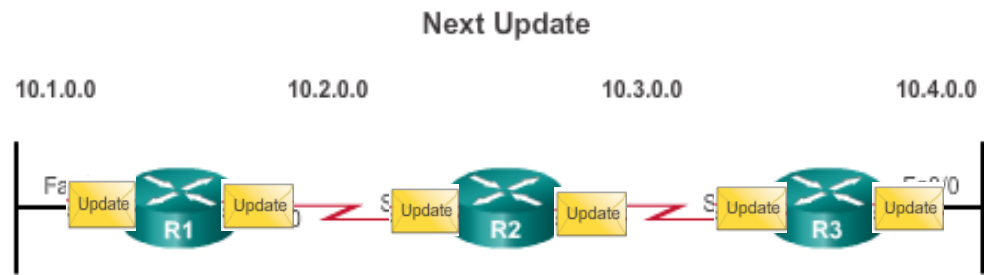 Next Update
10.1.0.0 10.2.0.0 10.3.0.0 10.4.0.0
Update Update Update Update Update Update
R1 R2 R3